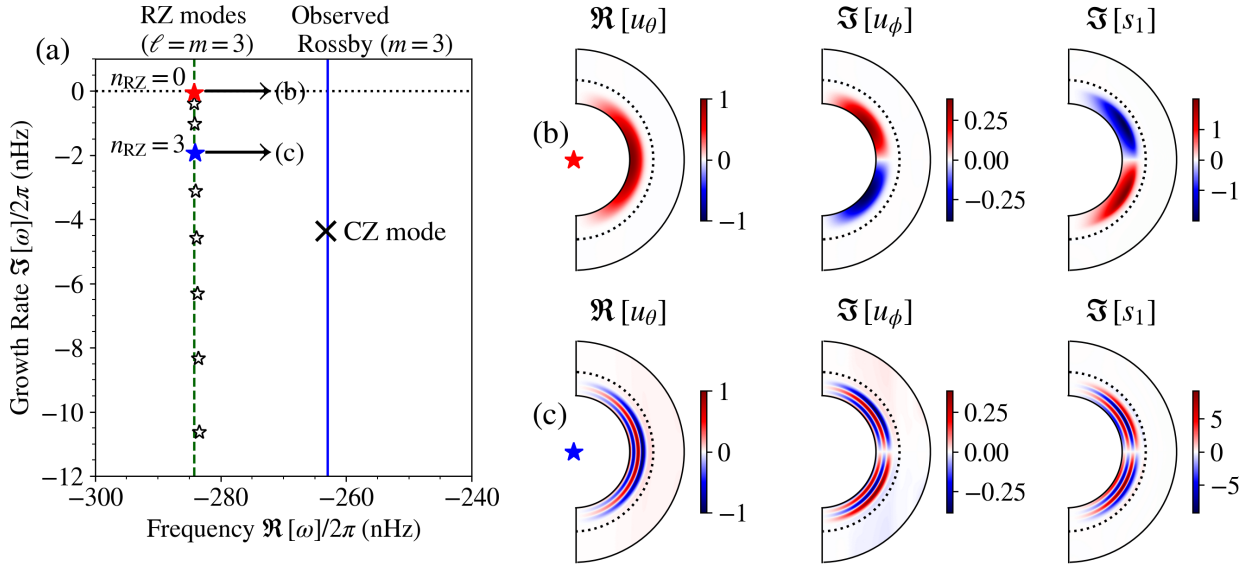 RZ modes
(ℓ = m = 3)
Observed
Rossby (m = 3)
(a)
n_RZ = 0
(b)
n_RZ = 3
(c)
CZ mode
0
−2
−4
−6
−8
−10
−12
Growth Rate 𝕴[ω]/2π (nHz)
−300
−280
−260
−240
Frequency 𝕽[ω]/2π (nHz)
𝕽[u_θ]
𝕴[u_ϕ]
𝕴[s_1]
(b)
1
0
−1
0.25
0.00
−0.25
1
0
−1
𝕽[u_θ]
𝕴[u_ϕ]
𝕴[s_1]
(c)
1
0
−1
0.25
0.00
−0.25
5
0
−5